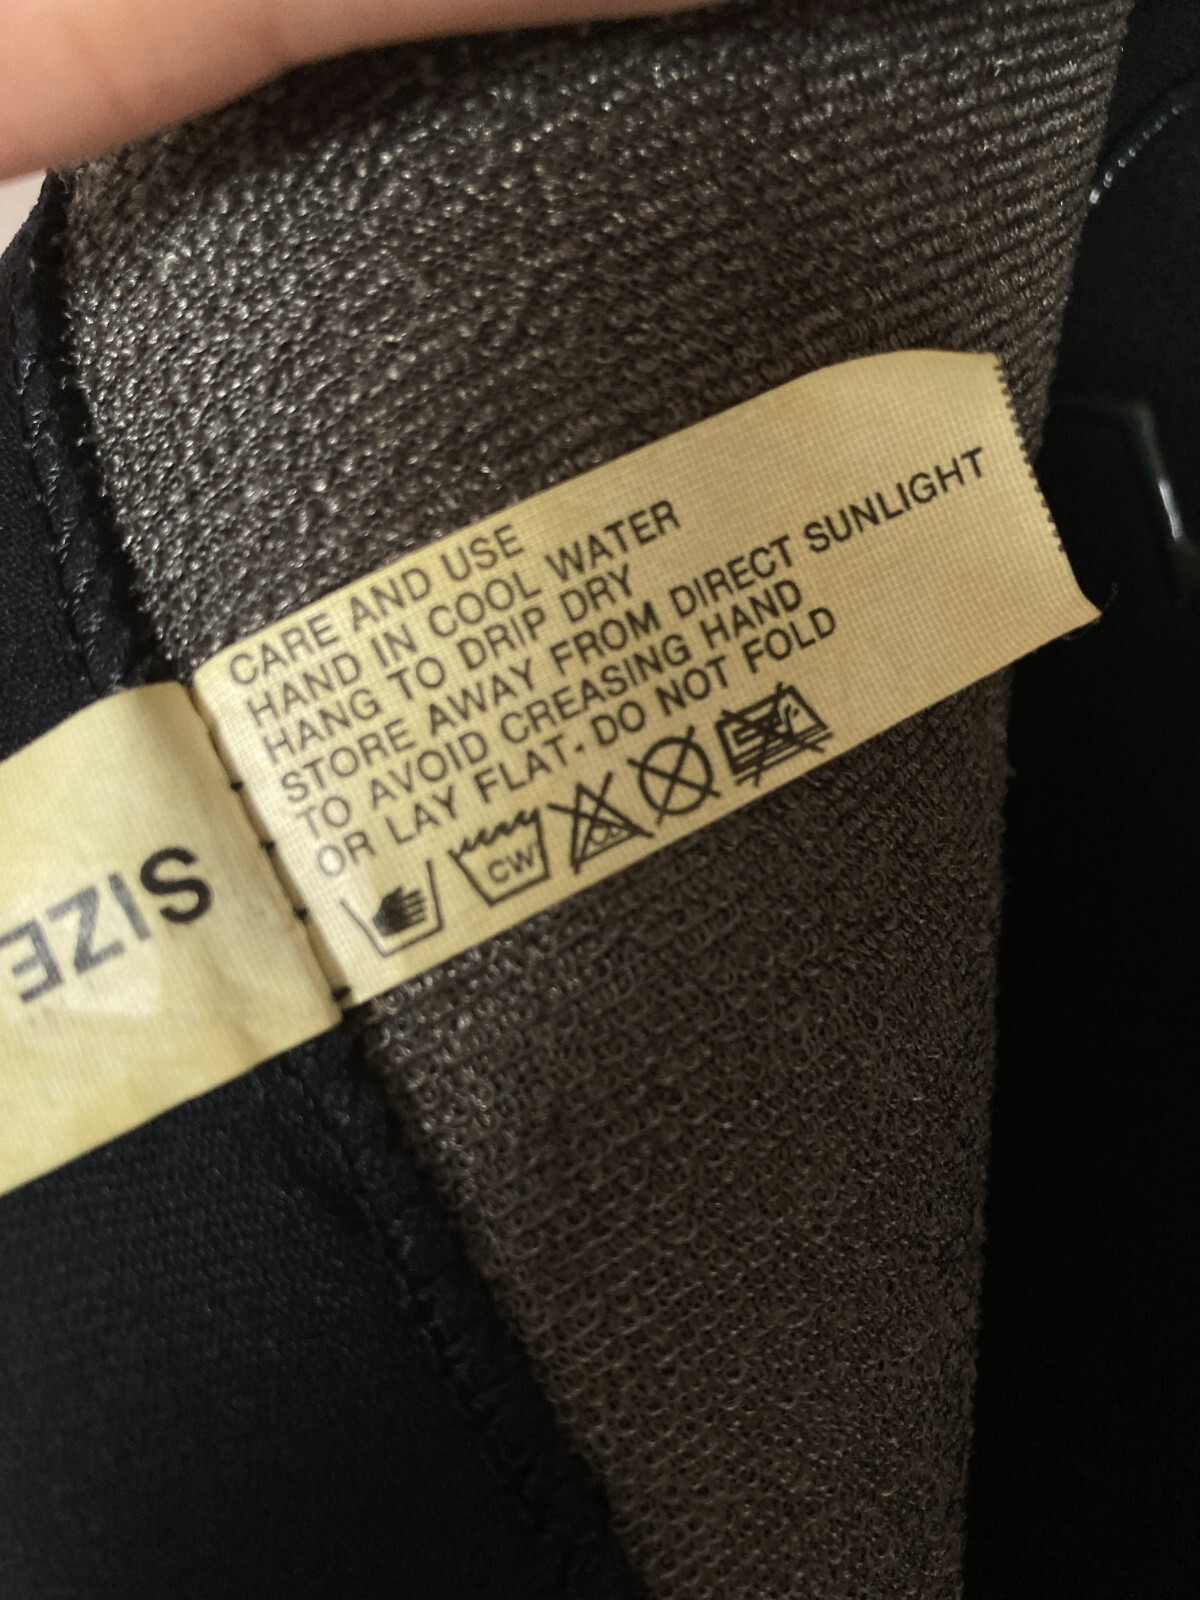 CARE AND USE
HAND IN COOL WATER
HANG TO DRIP DRY
STORE AWAY FROM DIRECT SUNLIGHT
TO AVOID CREASING HAND
OR LAY FLAT·DO NOT FOLD
CW
CL
SIZE